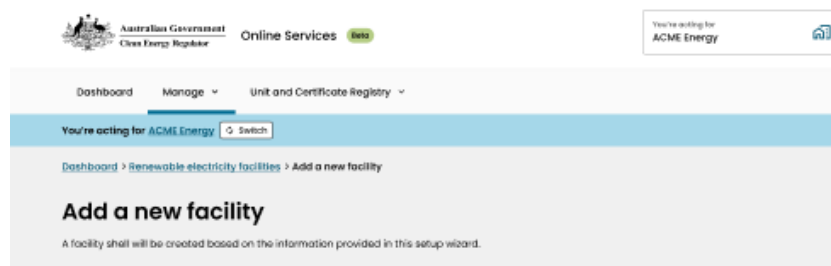 Australian Government
Clean Energy Regulator
Online Services Beta
You're acting for
ACME Energy
Dashboard Manage Unit and Certificate Registry
You're acting for ACME Energy Switch
Dashboard > Renewable electricity facilities > Add a new facility
Add a new facility
A facility shell will be created based on the information provided in this setup wizard.